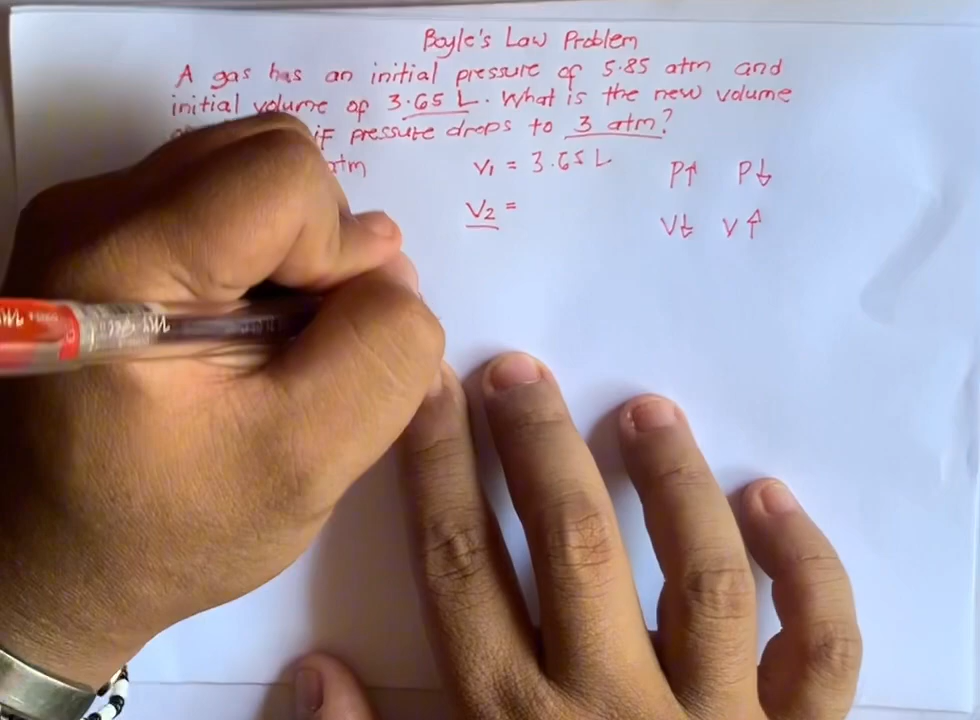 Boyle's Law Problem
A gas has an initial pressure of 5.85 atm and
initial volume of 3.65 L. What is the new volume
if pressure drops to 3 atm?
atm V₁ = 3.65 L P↑ P↓
V₂ = V↓ V↑